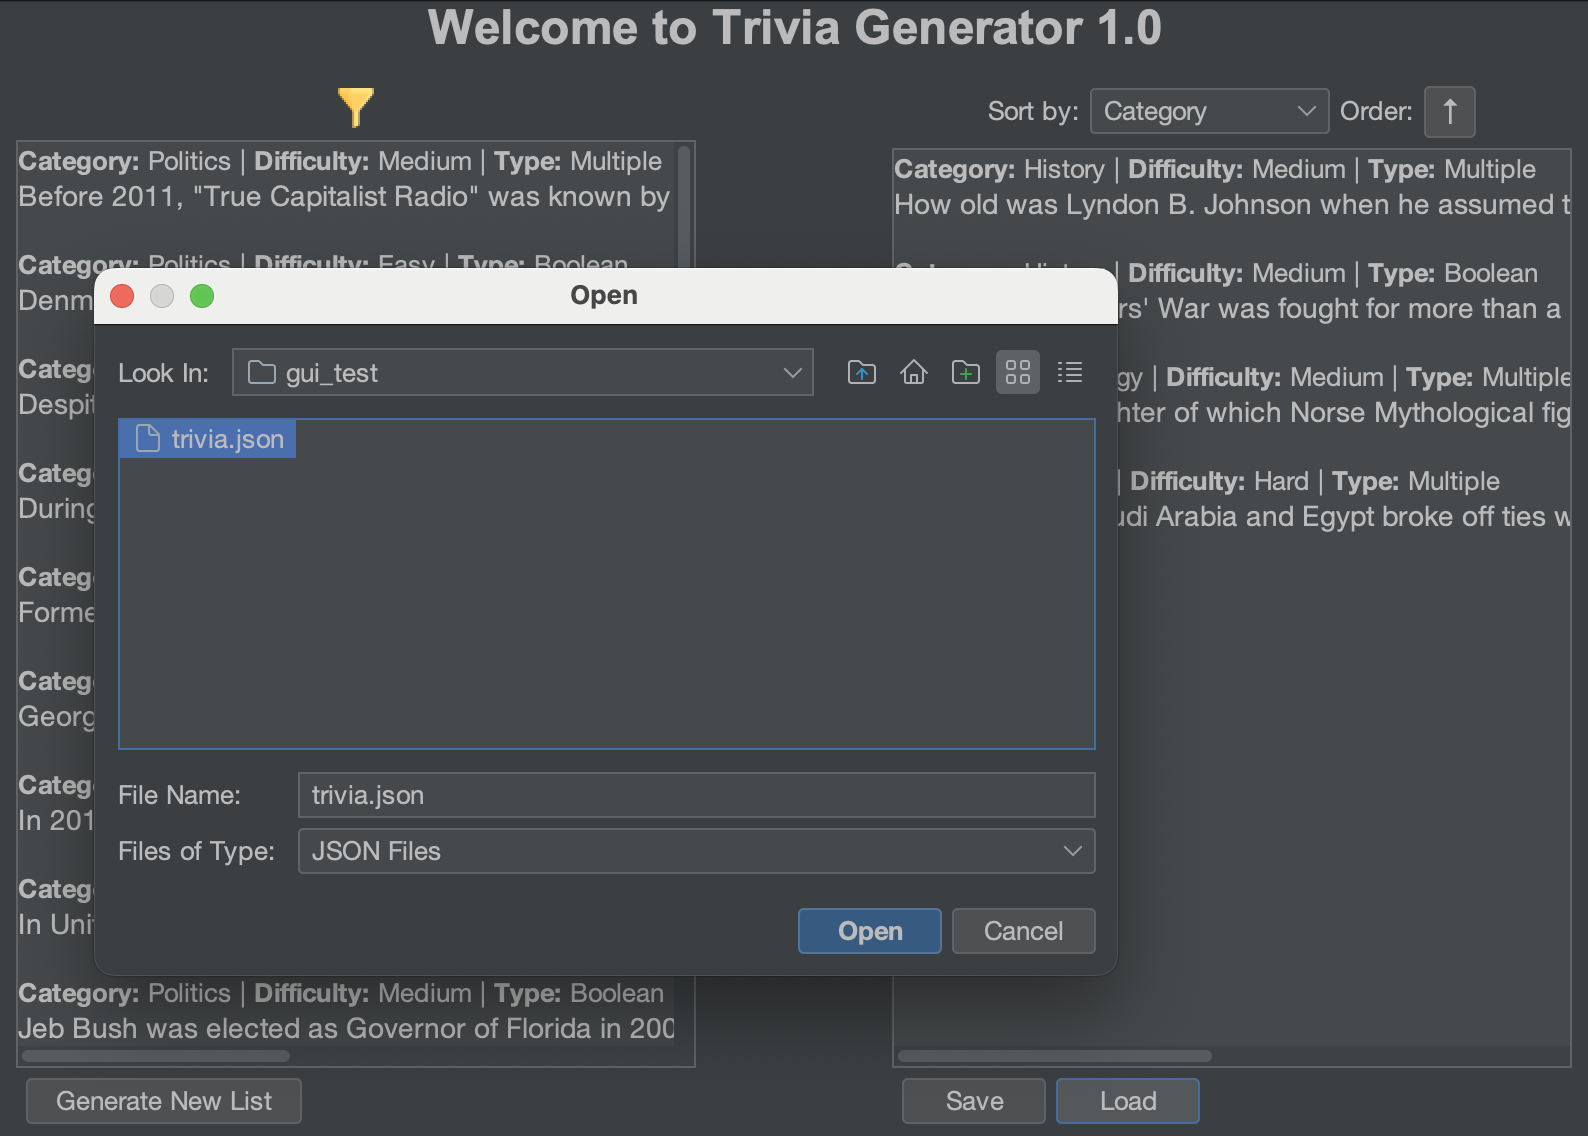 Welcome to Trivia Generator 1.0
Sort by: Category Order: ↑
Category: Politics | Difficulty: Medium | Type: Multiple
Before 2011, "True Capitalist Radio" was known by
Category: Politics | Difficulty: Easy | Type: Boolean
Denm
Categ
Despit
Categ
During
Categ
Forme
Categ
Georg
Categ
In 201
Categ
In Unit
Category: Politics | Difficulty: Medium | Type: Boolean
Jeb Bush was elected as Governor of Florida in 200
Generate New List
Category: History | Difficulty: Medium | Type: Multiple
How old was Lyndon B. Johnson when he assumed t
| Difficulty: Medium | Type: Boolean
rs' War was fought for more than a
gy | Difficulty: Medium | Type: Multiple
hter of which Norse Mythological fig
| Difficulty: Hard | Type: Multiple
udi Arabia and Egypt broke off ties w
Save Load
Open
Look In: gui_test
trivia.json
File Name: trivia.json
Files of Type: JSON Files
Open Cancel